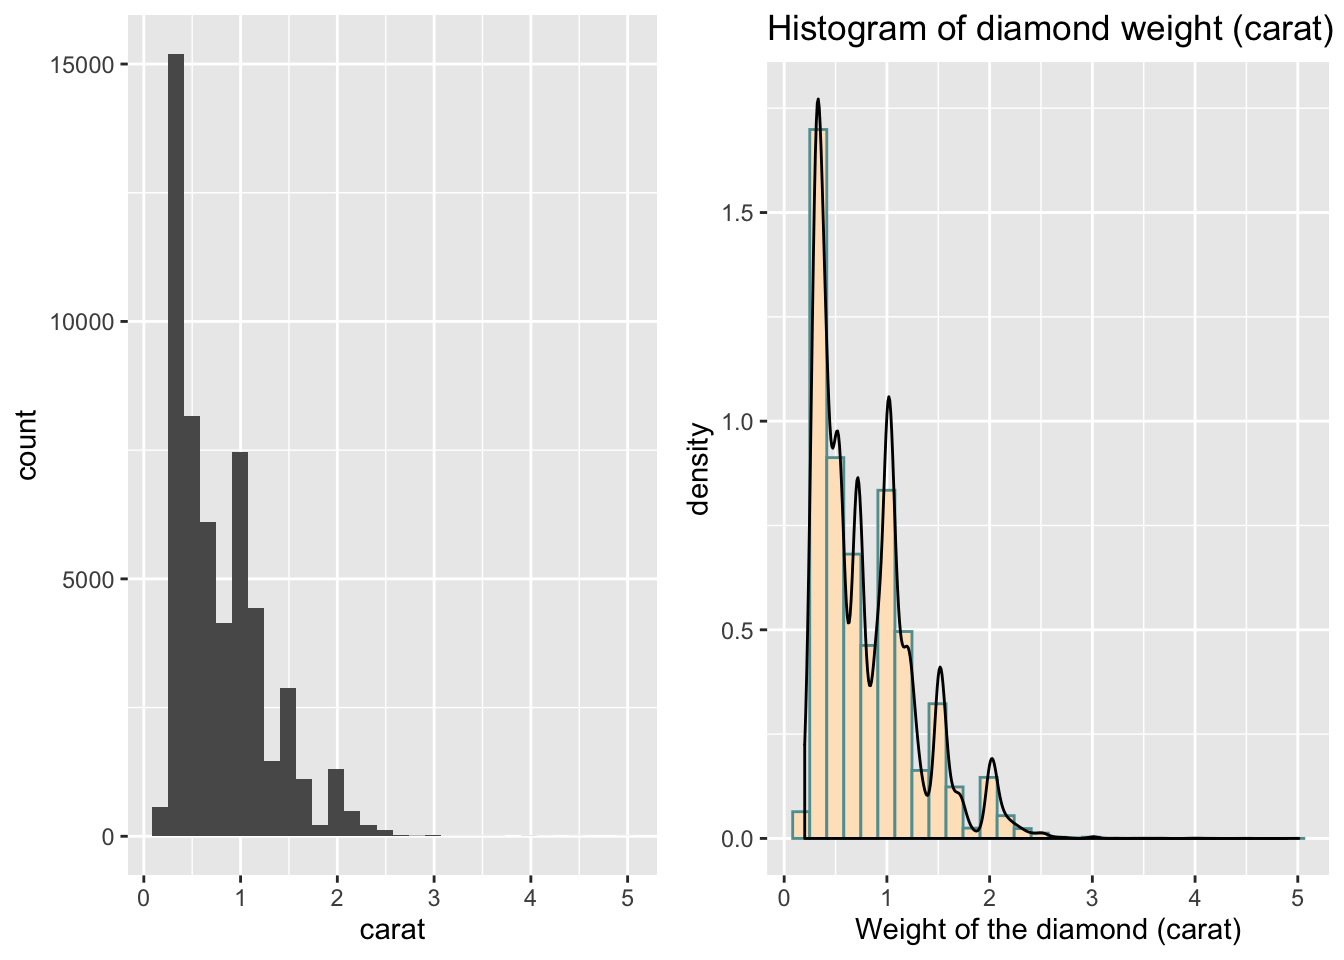 15000
10000
5000
0
count
0 1 2 3 4 5
carat
Histogram of diamond weight (carat)
1.5
1.0
0.5
0.0
density
0 1 2 3 4 5
Weight of the diamond (carat)